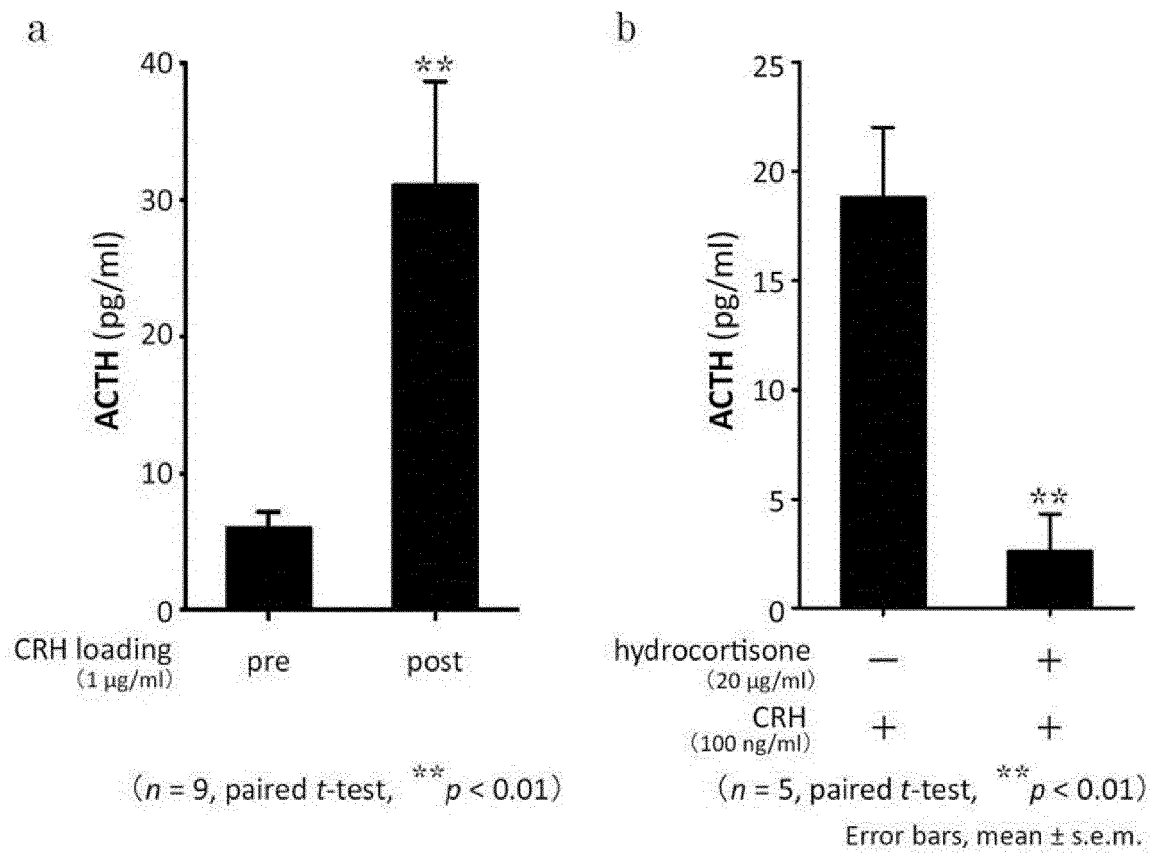 a
40
30
20
10
0
ACTH (pg/ml)
**
CRH loading
(1 µg/ml)
pre
post
(n = 9, paired t-test, **p < 0.01)
b
25
20
15
10
5
0
ACTH (pg/ml)
**
hydrocortisone
(20 µg/ml)
— +
CRH
(100 ng/ml)
+ +
(n = 5, paired t-test, **p < 0.01)
Error bars, mean ± s.e.m.